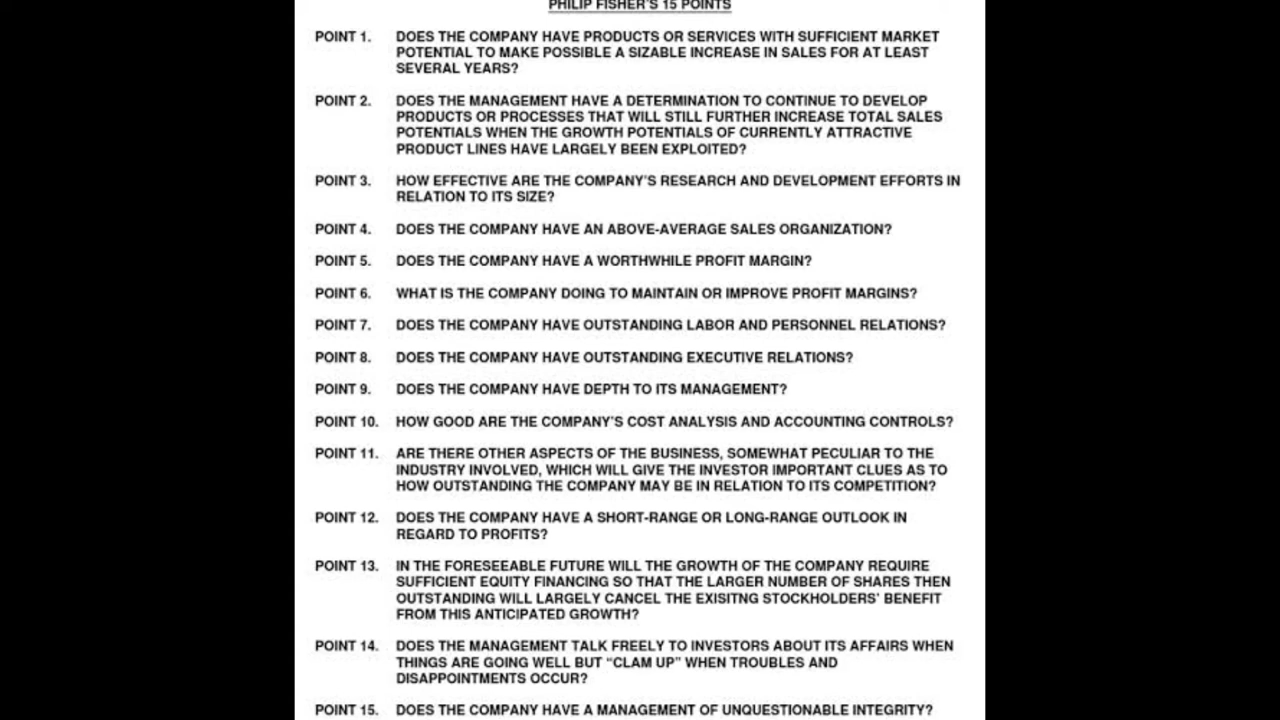 PHILIP FISHER'S 15 POINTS
POINT 1. DOES THE COMPANY HAVE PRODUCTS OR SERVICES WITH SUFFICIENT MARKET
POTENTIAL TO MAKE POSSIBLE A SIZABLE INCREASE IN SALES FOR AT LEAST
SEVERAL YEARS?
POINT 2. DOES THE MANAGEMENT HAVE A DETERMINATION TO CONTINUE TO DEVELOP
PRODUCTS OR PROCESSES THAT WILL STILL FURTHER INCREASE TOTAL SALES
POTENTIALS WHEN THE GROWTH POTENTIALS OF CURRENTLY ATTRACTIVE
PRODUCT LINES HAVE LARGELY BEEN EXPLOITED?
POINT 3. HOW EFFECTIVE ARE THE COMPANY'S RESEARCH AND DEVELOPMENT EFFORTS IN
RELATION TO ITS SIZE?
POINT 4. DOES THE COMPANY HAVE AN ABOVE-AVERAGE SALES ORGANIZATION?
POINT 5. DOES THE COMPANY HAVE A WORTHWHILE PROFIT MARGIN?
POINT 6. WHAT IS THE COMPANY DOING TO MAINTAIN OR IMPROVE PROFIT MARGINS?
POINT 7. DOES THE COMPANY HAVE OUTSTANDING LABOR AND PERSONNEL RELATIONS?
POINT 8. DOES THE COMPANY HAVE OUTSTANDING EXECUTIVE RELATIONS?
POINT 9. DOES THE COMPANY HAVE DEPTH TO ITS MANAGEMENT?
POINT 10. HOW GOOD ARE THE COMPANY'S COST ANALYSIS AND ACCOUNTING CONTROLS?
POINT 11. ARE THERE OTHER ASPECTS OF THE BUSINESS, SOMEWHAT PECULIAR TO THE
INDUSTRY INVOLVED, WHICH WILL GIVE THE INVESTOR IMPORTANT CLUES AS TO
HOW OUTSTANDING THE COMPANY MAY BE IN RELATION TO ITS COMPETITION?
POINT 12. DOES THE COMPANY HAVE A SHORT-RANGE OR LONG-RANGE OUTLOOK IN
REGARD TO PROFITS?
POINT 13. IN THE FORESEEABLE FUTURE WILL THE GROWTH OF THE COMPANY REQUIRE
SUFFICIENT EQUITY FINANCING SO THAT THE LARGER NUMBER OF SHARES THEN
OUTSTANDING WILL LARGELY CANCEL THE EXISITNG STOCKHOLDERS' BENEFIT
FROM THIS ANTICIPATED GROWTH?
POINT 14. DOES THE MANAGEMENT TALK FREELY TO INVESTORS ABOUT ITS AFFAIRS WHEN
THINGS ARE GOING WELL BUT "CLAM UP" WHEN TROUBLES AND
DISAPPOINTMENTS OCCUR?
POINT 15. DOES THE COMPANY HAVE A MANAGEMENT OF UNQUESTIONABLE INTEGRITY?